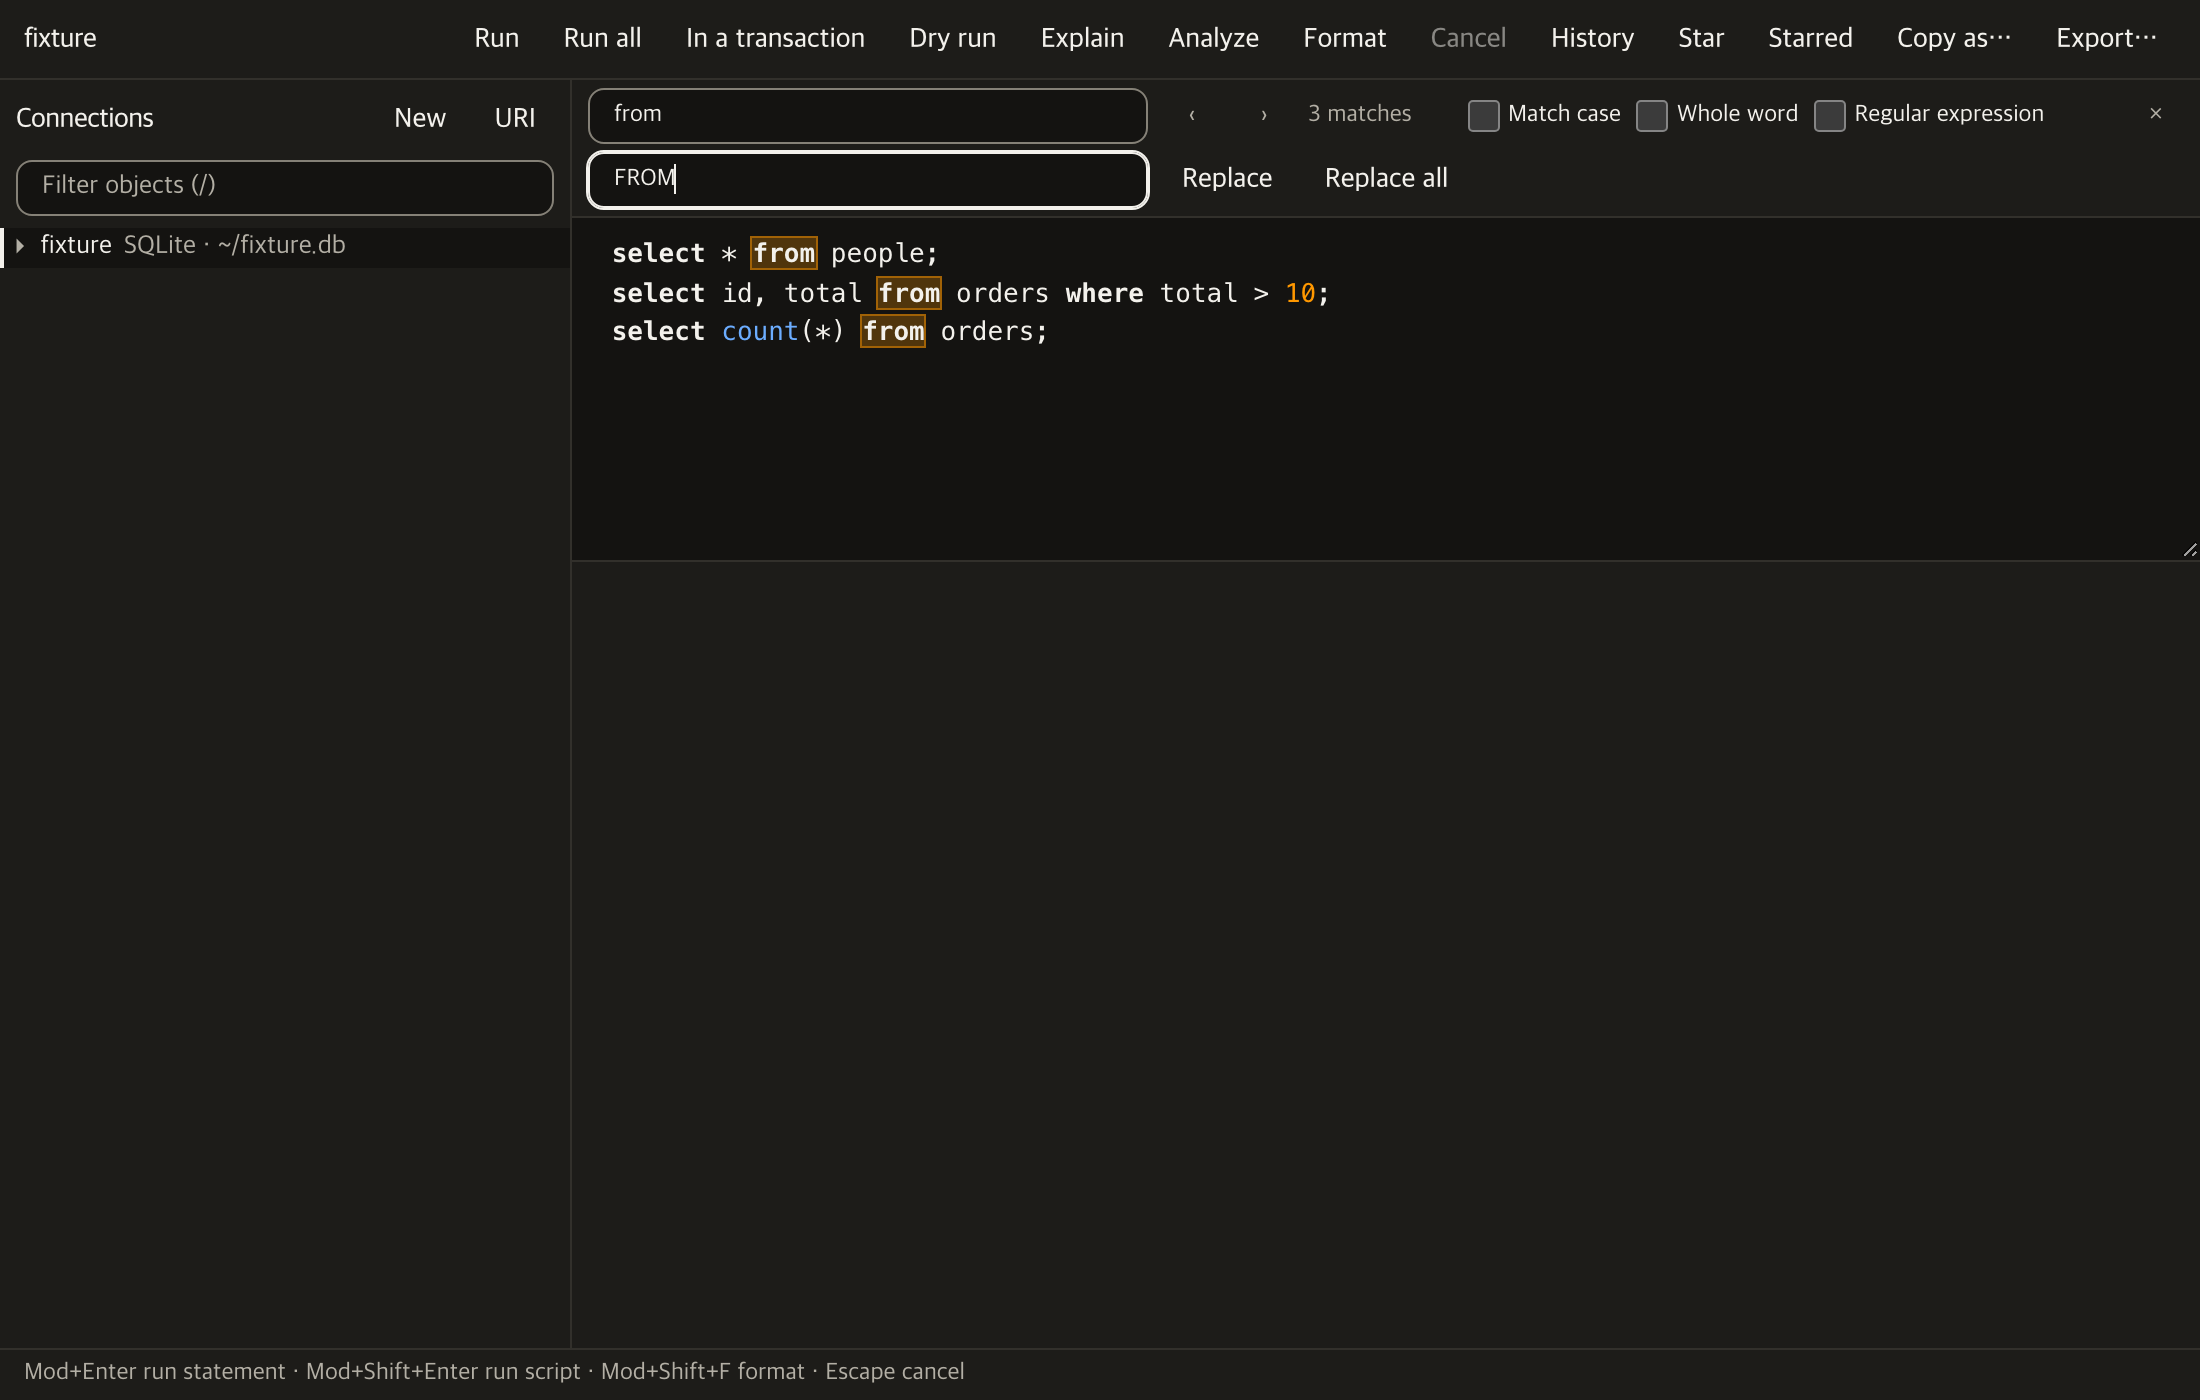 fixture Run Run all In a transaction Dry run Explain Analyze Format Cancel History Star Starred Copy as… Export…
Connections New URI
Filter objects (/)
fixture SQLite · ~/fixture.db
from ‹ › 3 matches Match case Whole word Regular expression ×
FROM Replace Replace all
select * from people;
select id, total from orders where total > 10;
select count(*) from orders;
Mod+Enter run statement · Mod+Shift+Enter run script · Mod+Shift+F format · Escape cancel